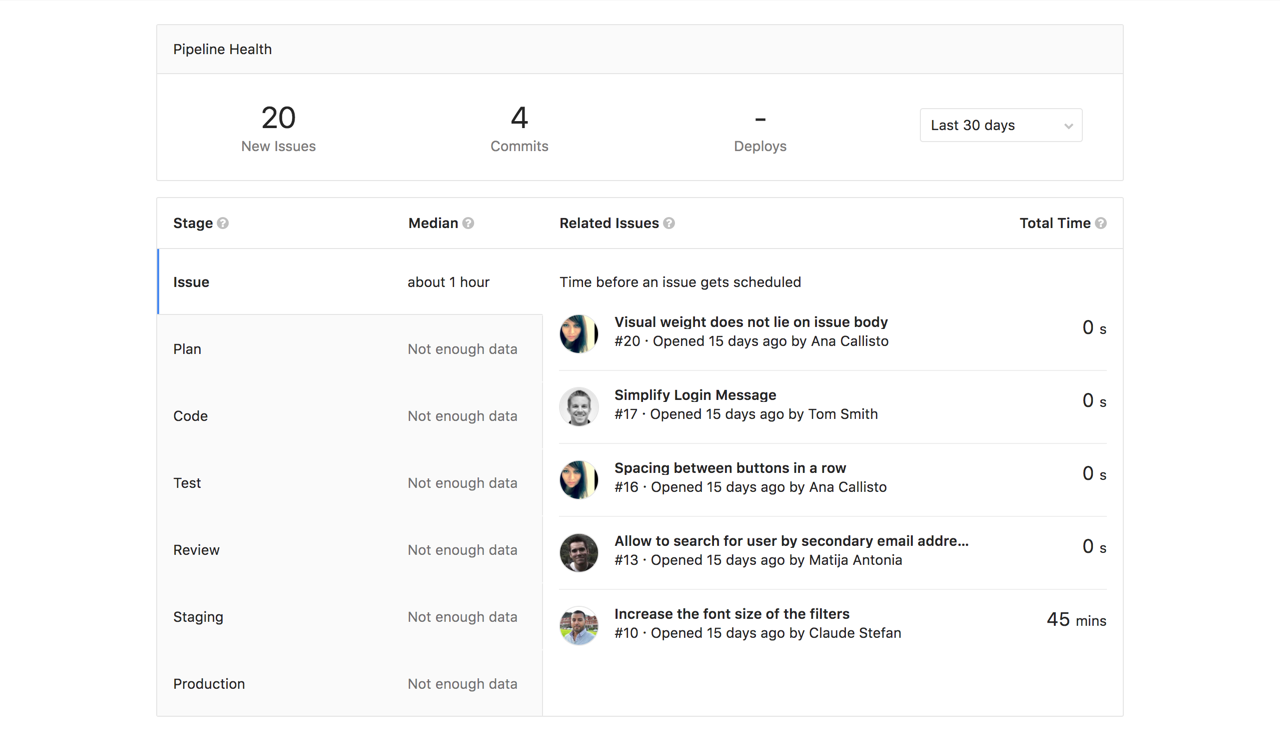 Pipeline Health
20
New Issues
4
Commits
-
Deploys
Last 30 days
Stage
Median
Related Issues
Total Time
Issue
about 1 hour
Plan
Not enough data
Code
Not enough data
Test
Not enough data
Review
Not enough data
Staging
Not enough data
Production
Not enough data
Time before an issue gets scheduled
Visual weight does not lie on issue body
#20 · Opened 15 days ago by Ana Callisto
0 s
Simplify Login Message
#17 · Opened 15 days ago by Tom Smith
0 s
Spacing between buttons in a row
#16 · Opened 15 days ago by Ana Callisto
0 s
Allow to search for user by secondary email addre...
#13 · Opened 15 days ago by Matija Antonia
0 s
Increase the font size of the filters
#10 · Opened 15 days ago by Claude Stefan
45 mins